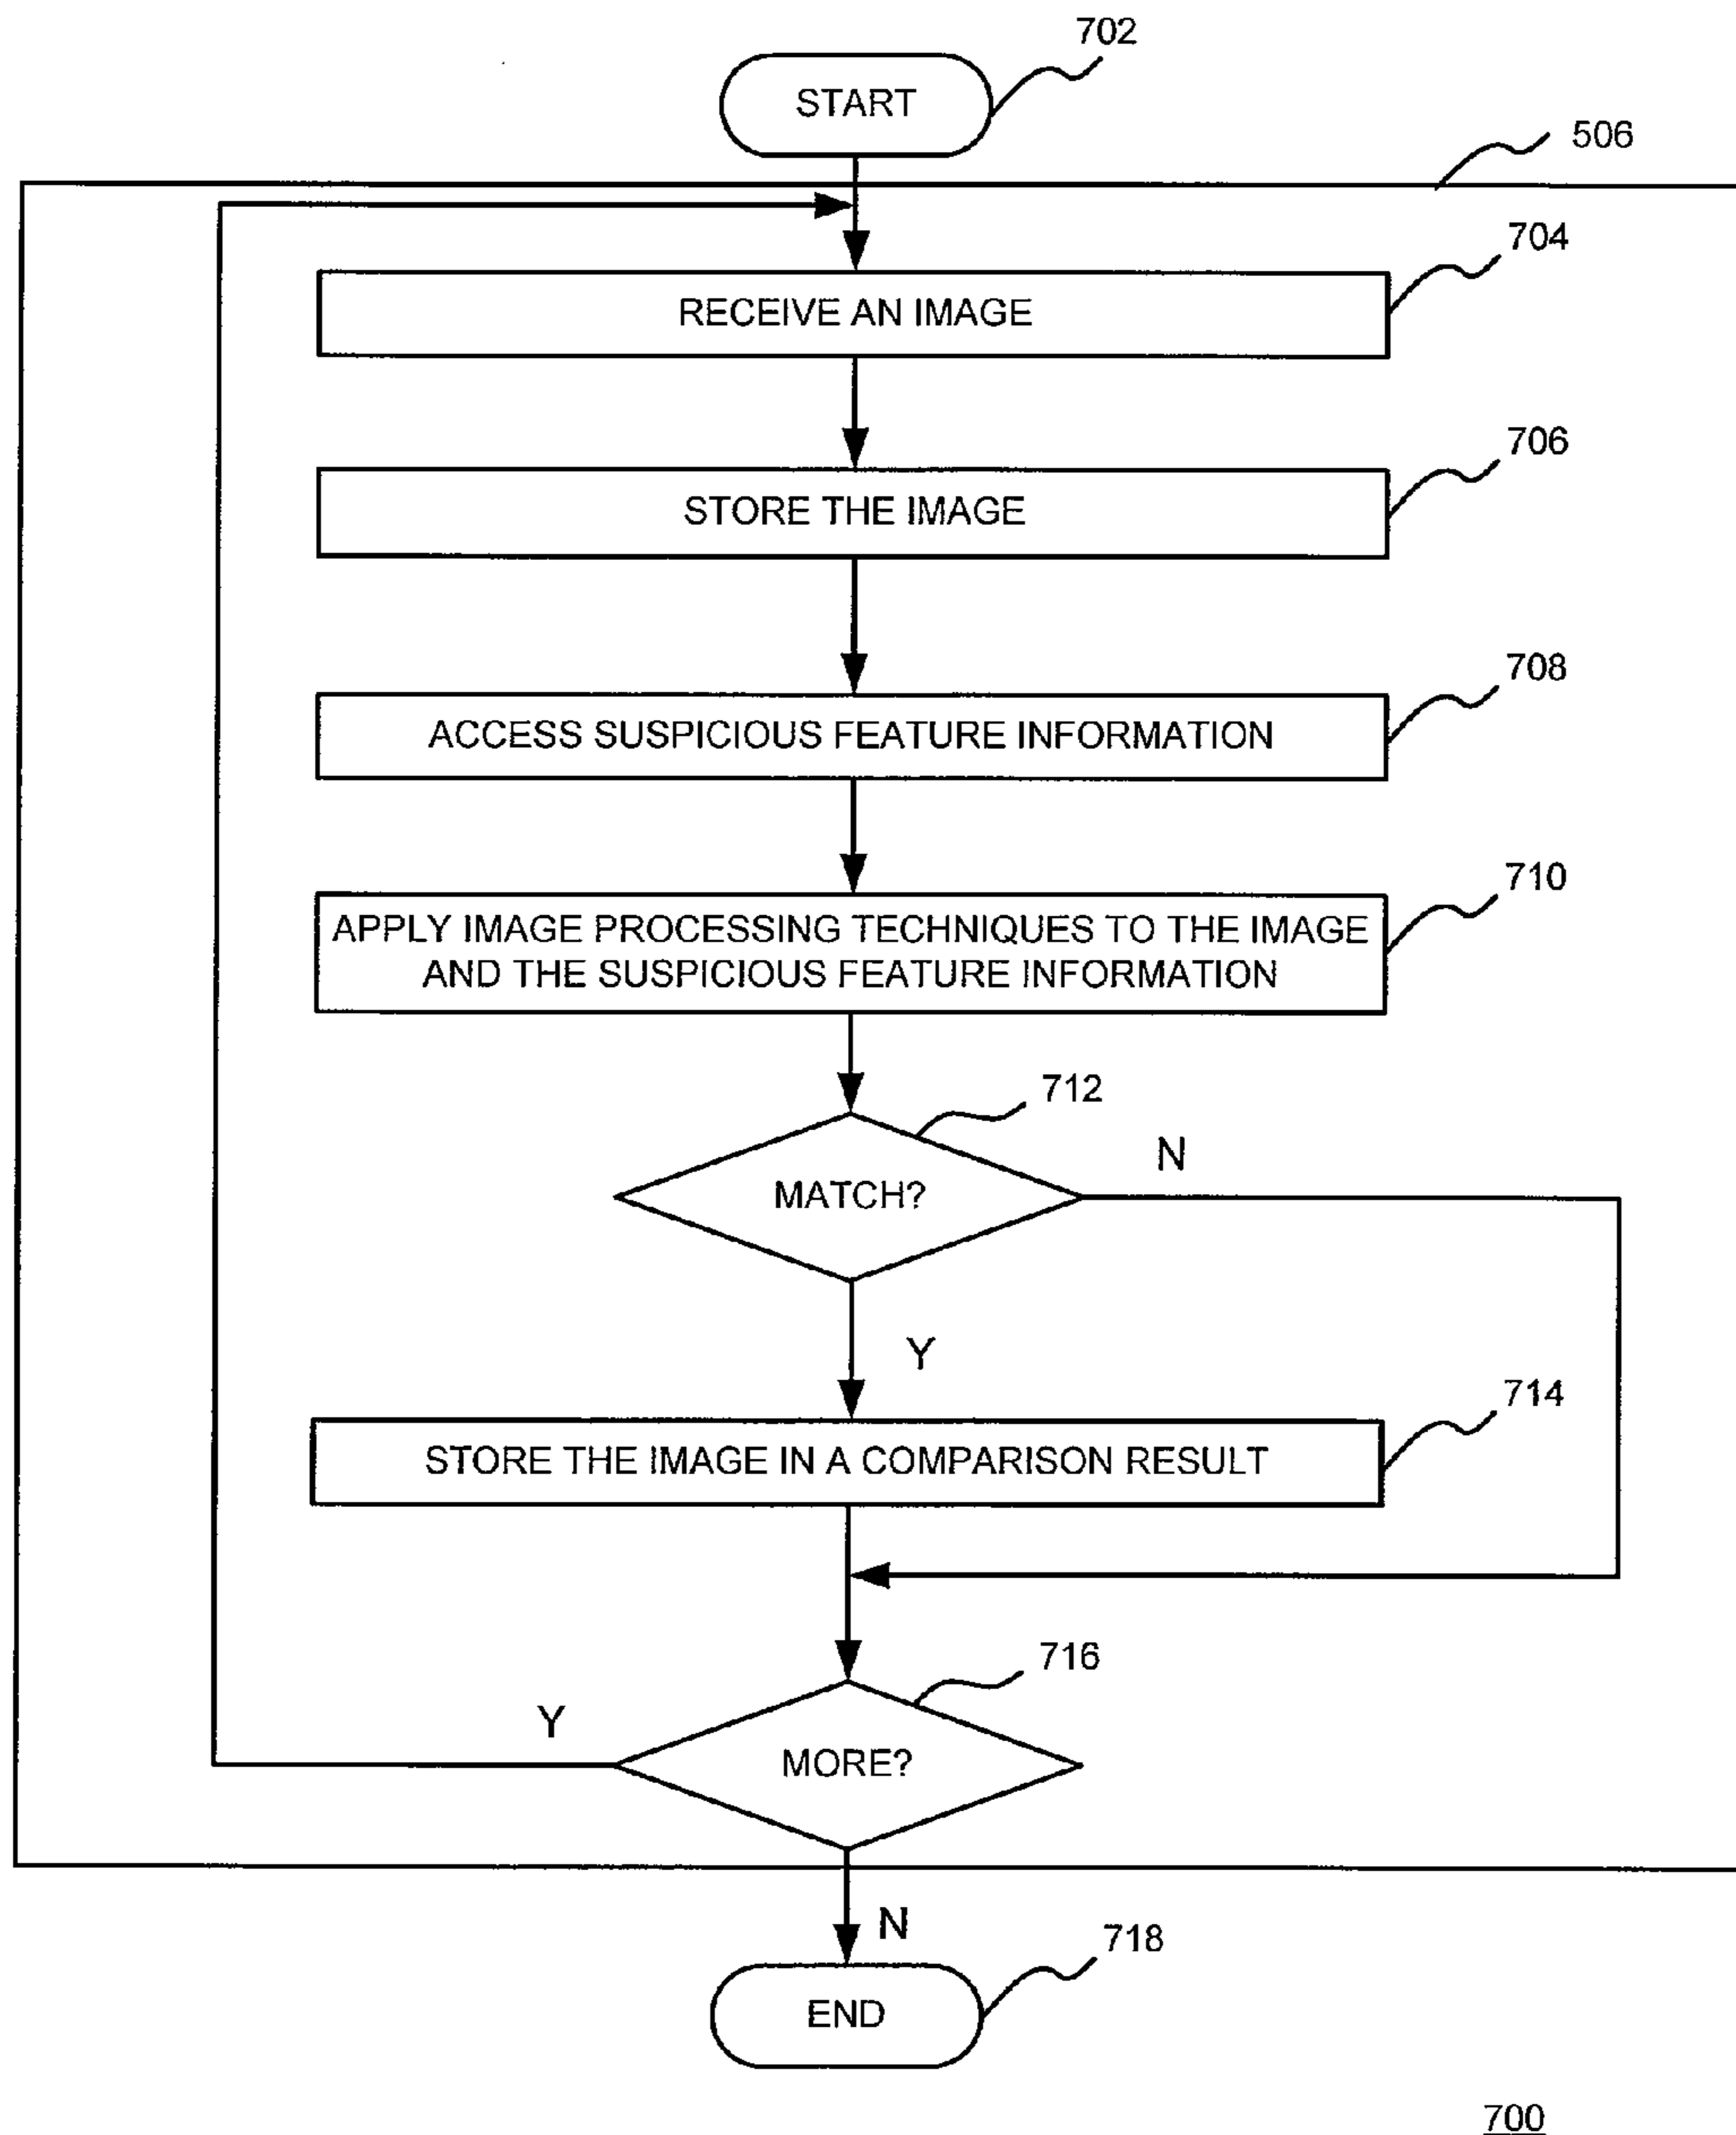 702
START
506
704
RECEIVE AN IMAGE
706
STORE THE IMAGE
708
ACCESS SUSPICIOUS FEATURE INFORMATION
710
APPLY IMAGE PROCESSING TECHNIQUES TO THE IMAGE
AND THE SUSPICIOUS FEATURE INFORMATION
712
N
MATCH?
Y
714
STORE THE IMAGE IN A COMPARISON RESULT
716
Y
MORE?
N
718
END
700